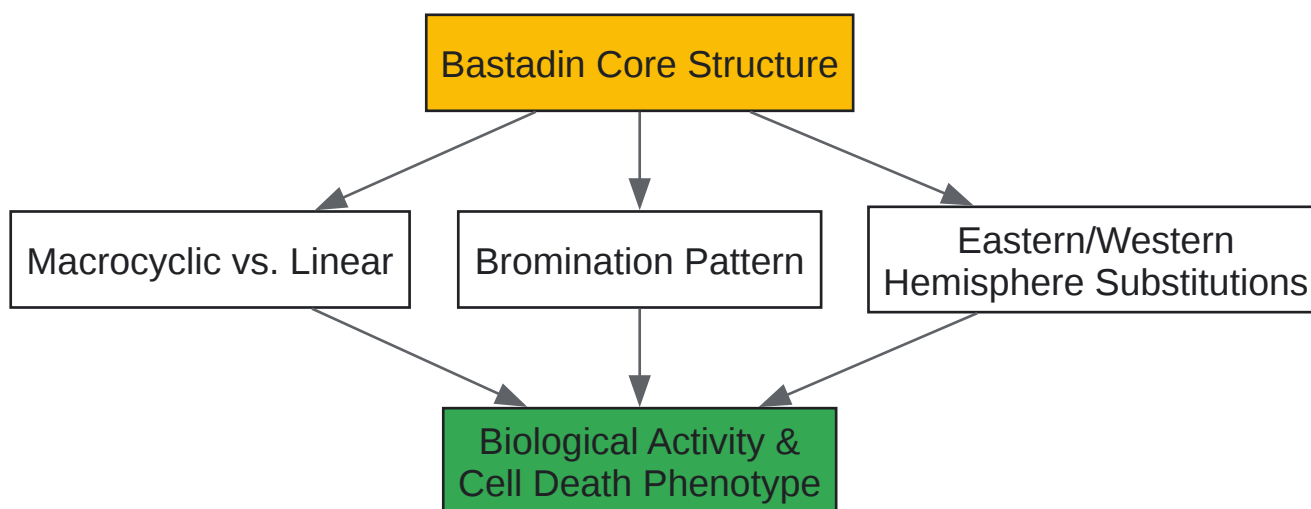 Bastadin Core Structure
Macrocyclic vs. Linear
Bromination Pattern
Eastern/Western
Hemisphere Substitutions
Biological Activity &
Cell Death Phenotype